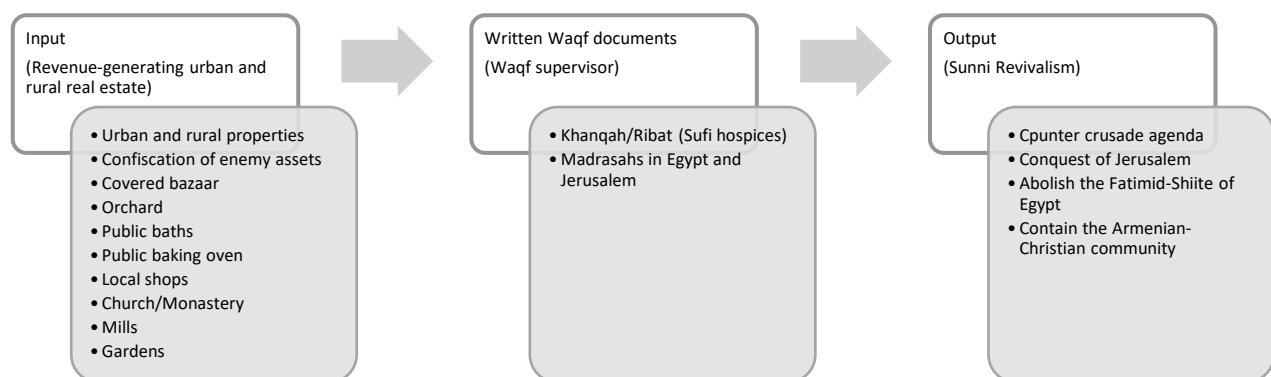 Input
(Revenue-generating urban and
rural real estate)
• Urban and rural properties
• Confiscation of enemy assets
• Covered bazaar
• Orchard
• Public baths
• Public baking oven
• Local shops
• Church/Monastery
• Mills
• Gardens
Written Waqf documents
(Waqf supervisor)
• Khanqah/Ribat (Sufi hospices)
• Madrasahs in Egypt and
Jerusalem
Output
(Sunni Revivalism)
• Cpunter crusade agenda
• Conquest of Jerusalem
• Abolish the Fatimid-Shiite of
Egypt
• Contain the Armenian-
Christian community